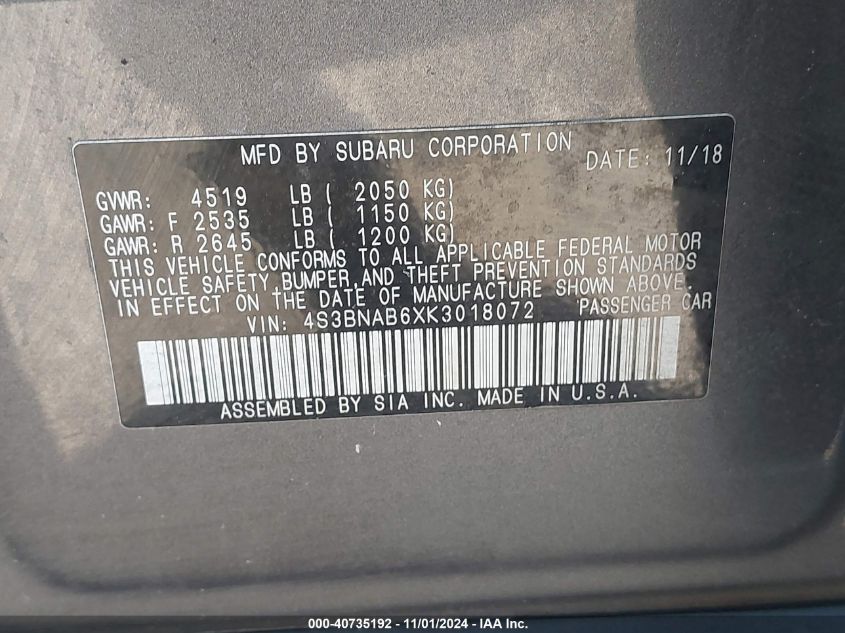 MFD BY SUBARU CORPORATION DATE: 11/18
GVWR: 4519 LB ( 2050 KG)
GAWR: F 2535 LB ( 1150 KG)
GAWR: R 2645 LB ( 1200 KG)
THIS VEHICLE CONFORMS TO ALL APPLICABLE FEDERAL MOTOR
VEHICLE SAFETY,BUMPER,AND THEFT PREVENTION STANDARDS
IN EFFECT ON THE DATE OF MANUFACTURE SHOWN ABOVE.
VIN: 4S3BNAB6XK3018072 PASSENGER CAR
ASSEMBLED BY SIA INC. MADE IN U.S.A.
000-40735192 - 11/01/2024 - IAA Inc.